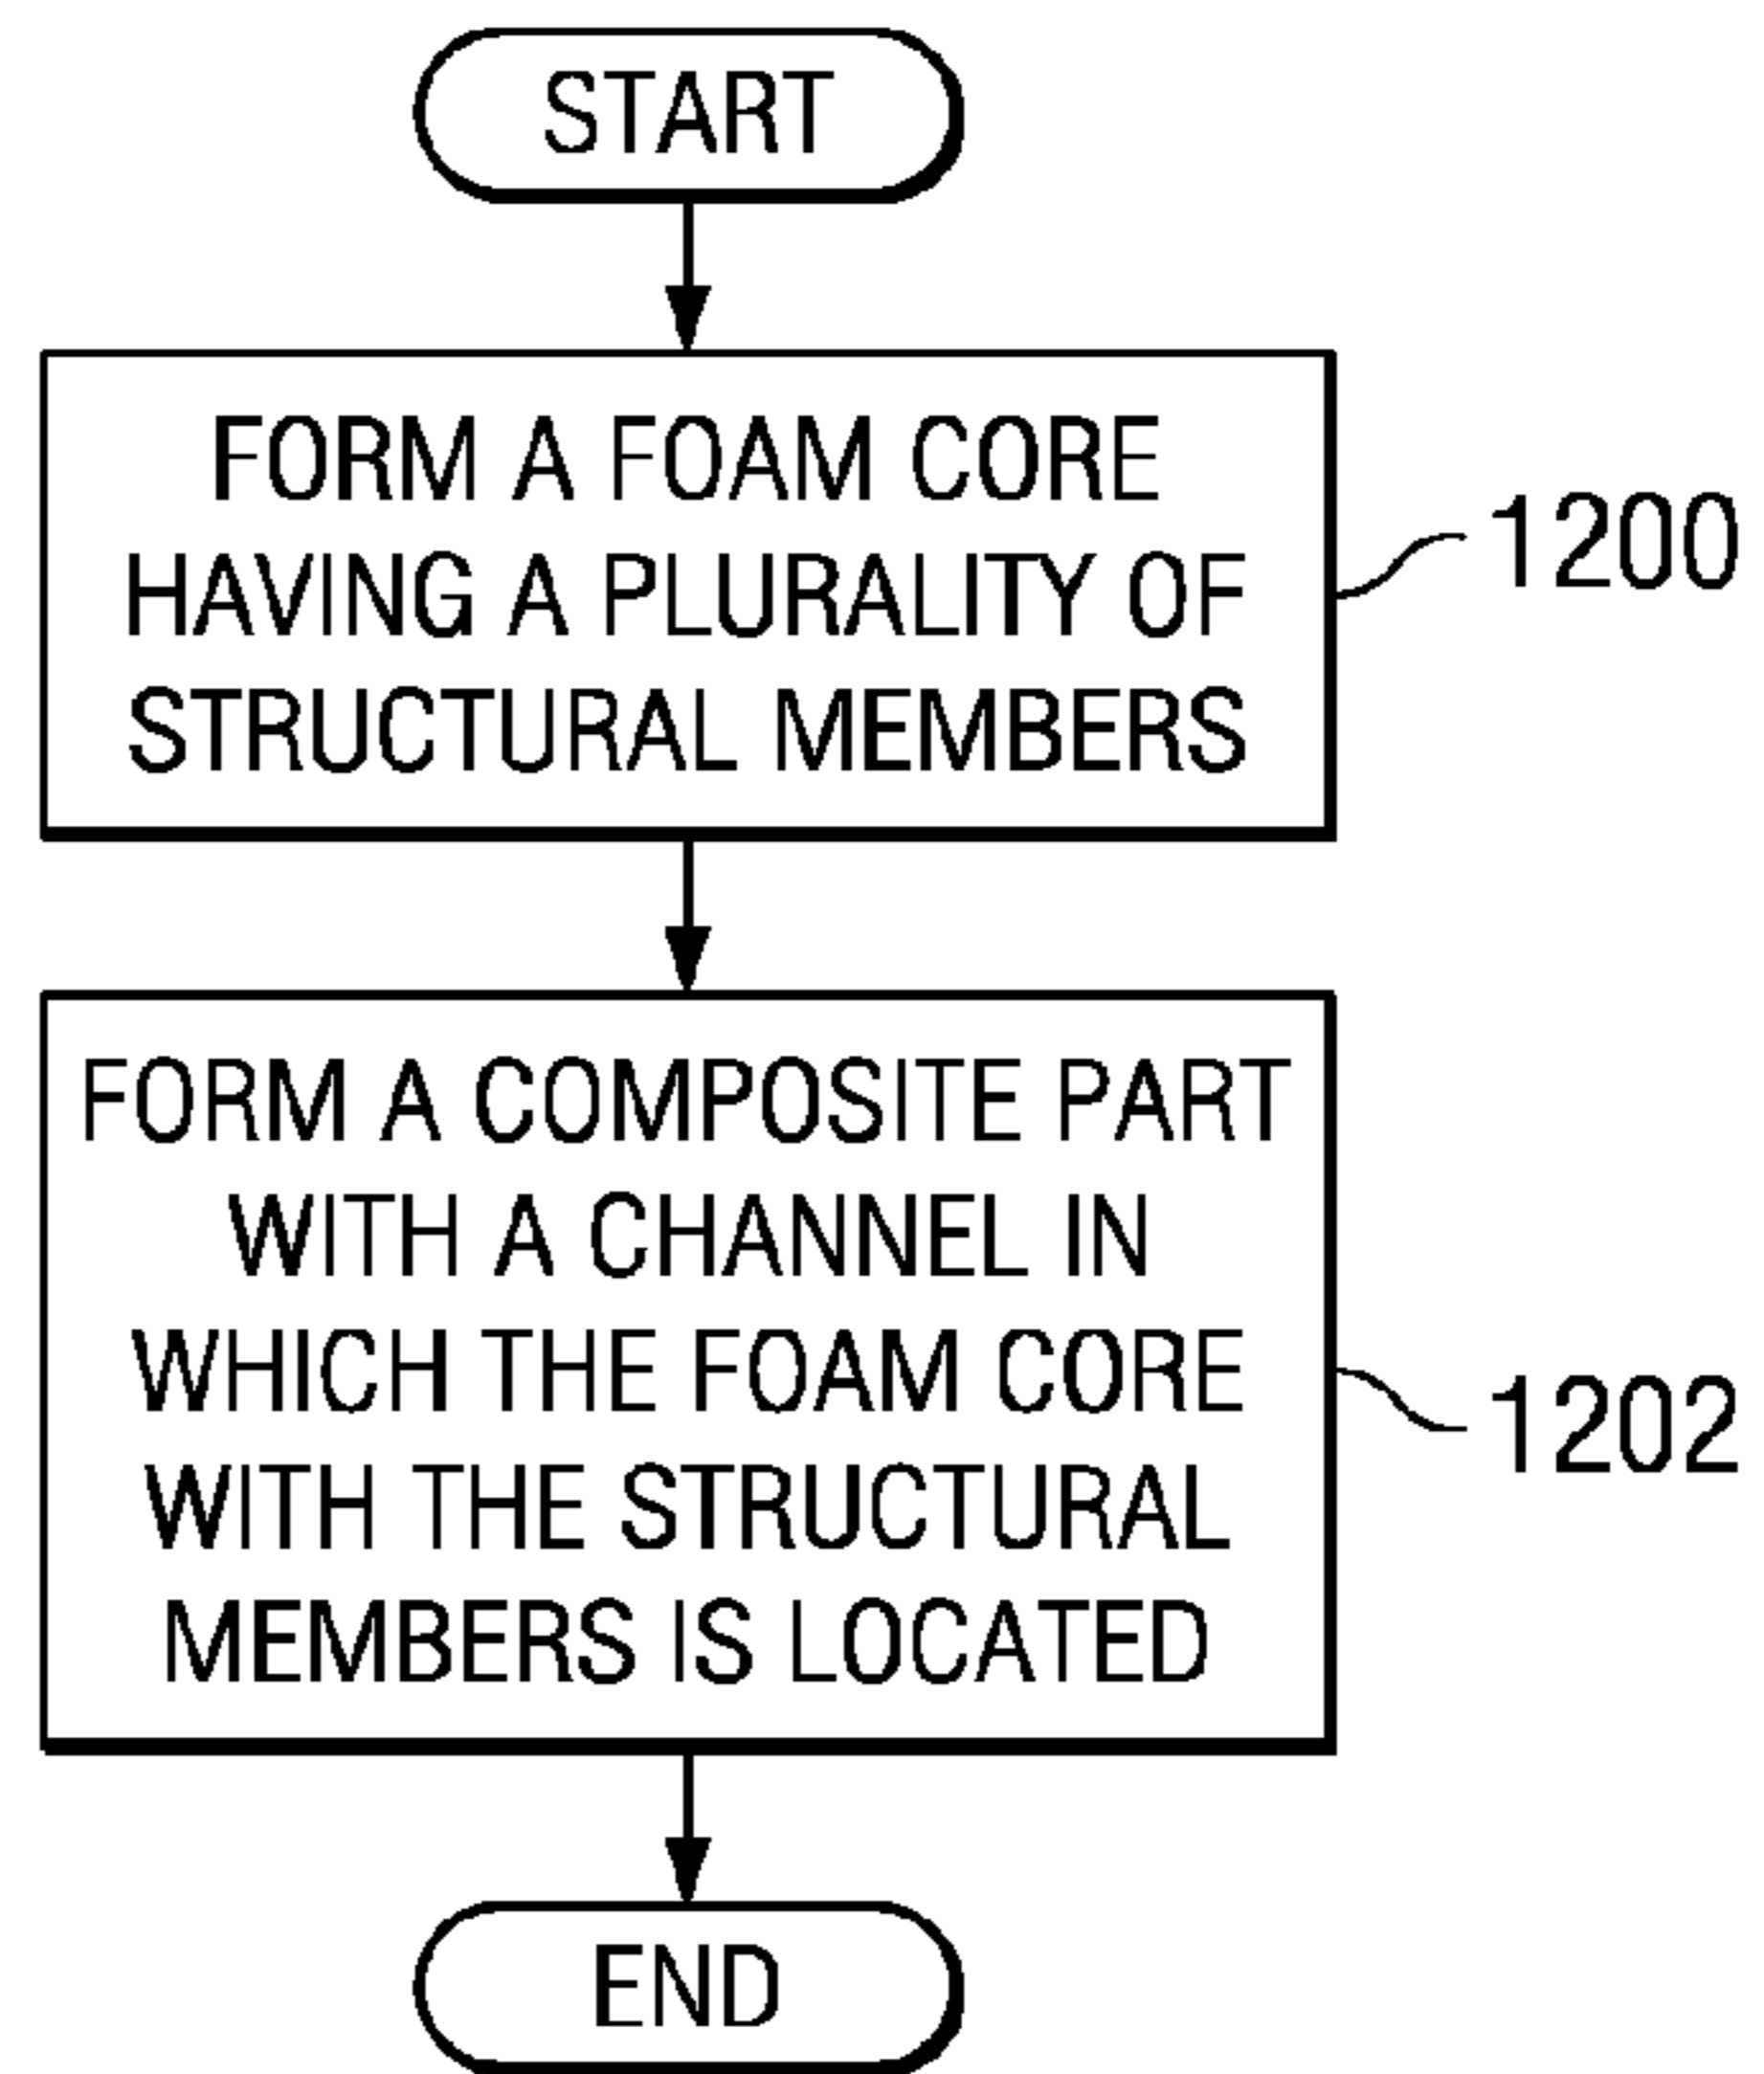 START
FORM A FOAM CORE
HAVING A PLURALITY OF
STRUCTURAL MEMBERS
1200
FORM A COMPOSITE PART
WITH A CHANNEL IN
WHICH THE FOAM CORE
WITH THE STRUCTURAL
MEMBERS IS LOCATED
1202
END